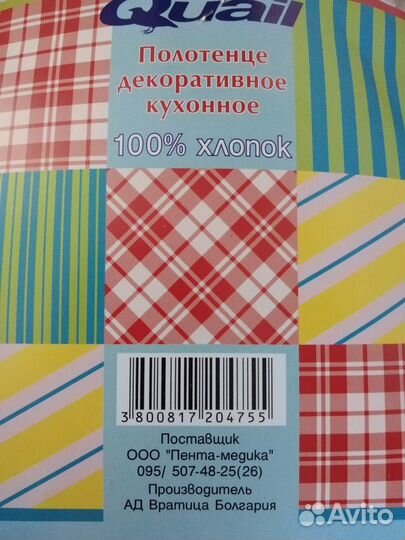 Quail
Полотенце
декоративное
кухонное
100% хлопок
3 800817 204755
Поставщик
ООО "Пента-медика"
095/ 507-48-25(26)
Производитель
АД Вратица Болгария
Avito